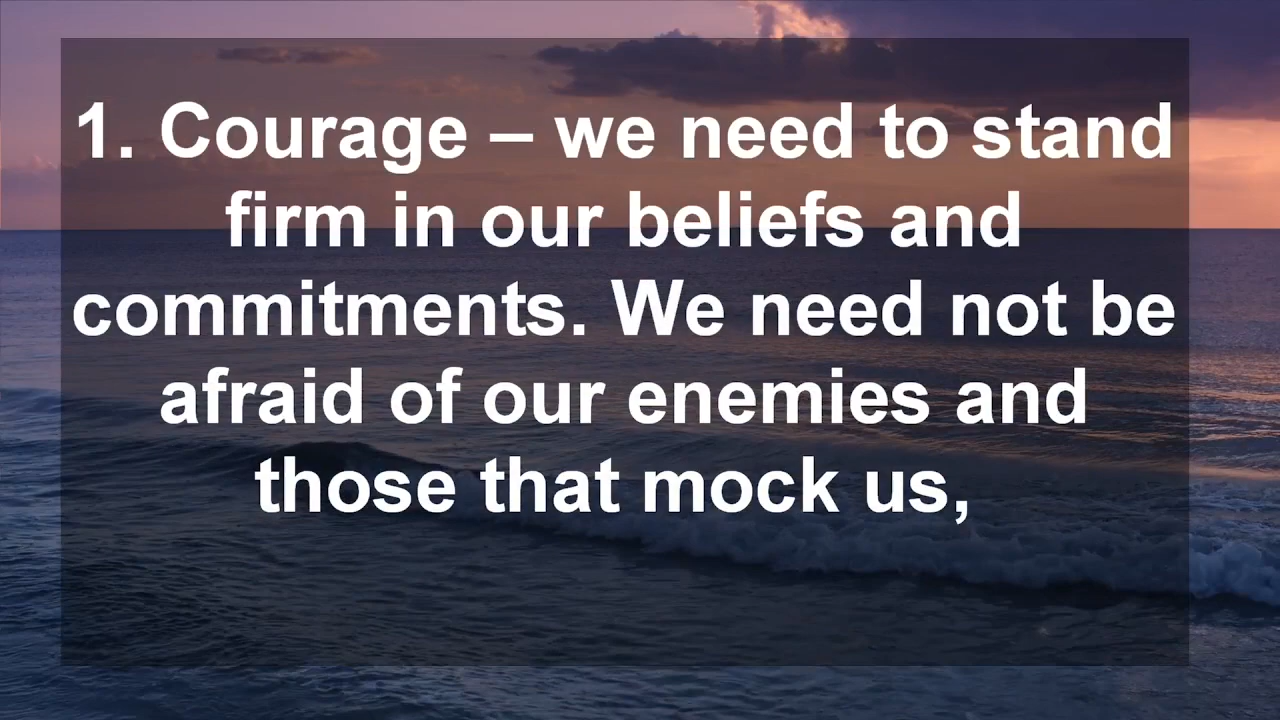 1. Courage – we need to stand
firm in our beliefs and
commitments. We need not be
afraid of our enemies and
those that mock us,